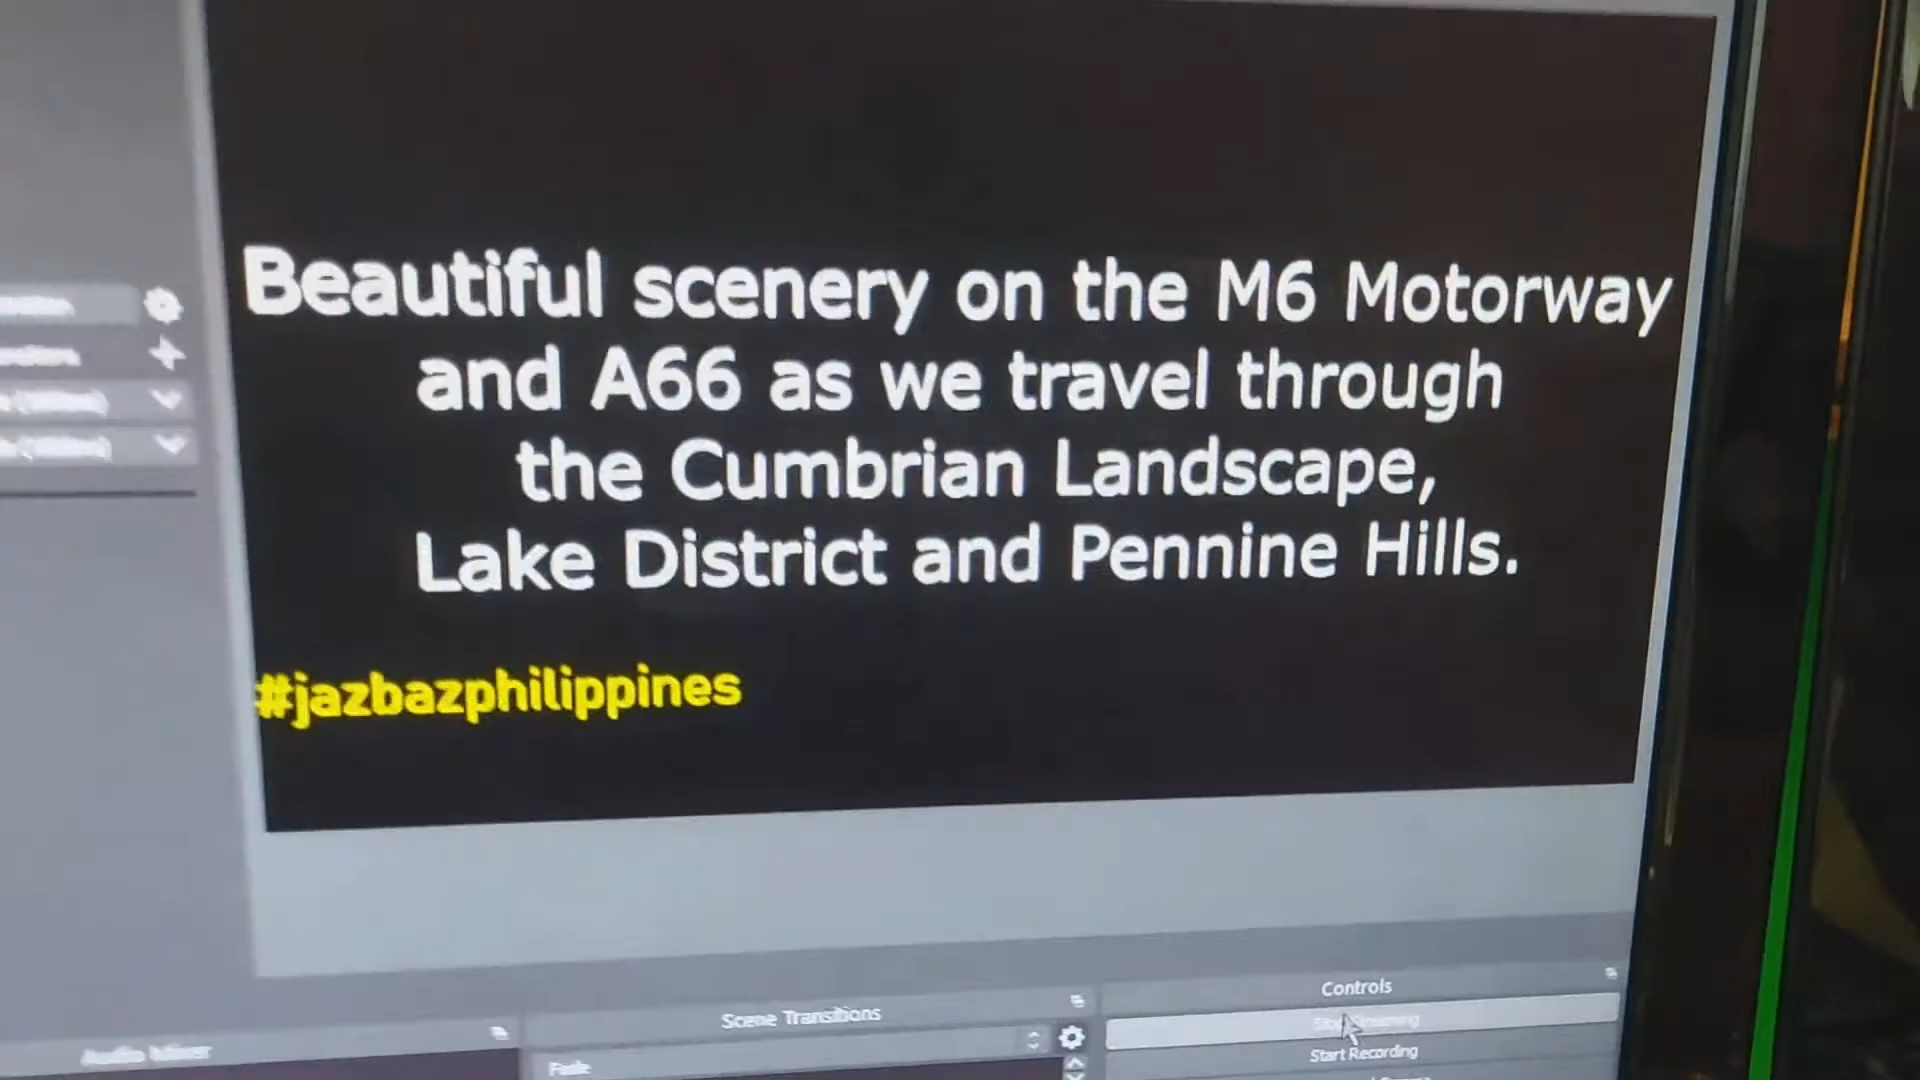 Beautiful scenery on the M6 Motorway
and A66 as we travel through
the Cumbrian Landscape,
Lake District and Pennine Hills.
#jazbazphilippines
Controls
Scene Transitions
Start Recording
Audio Mixer
Fade